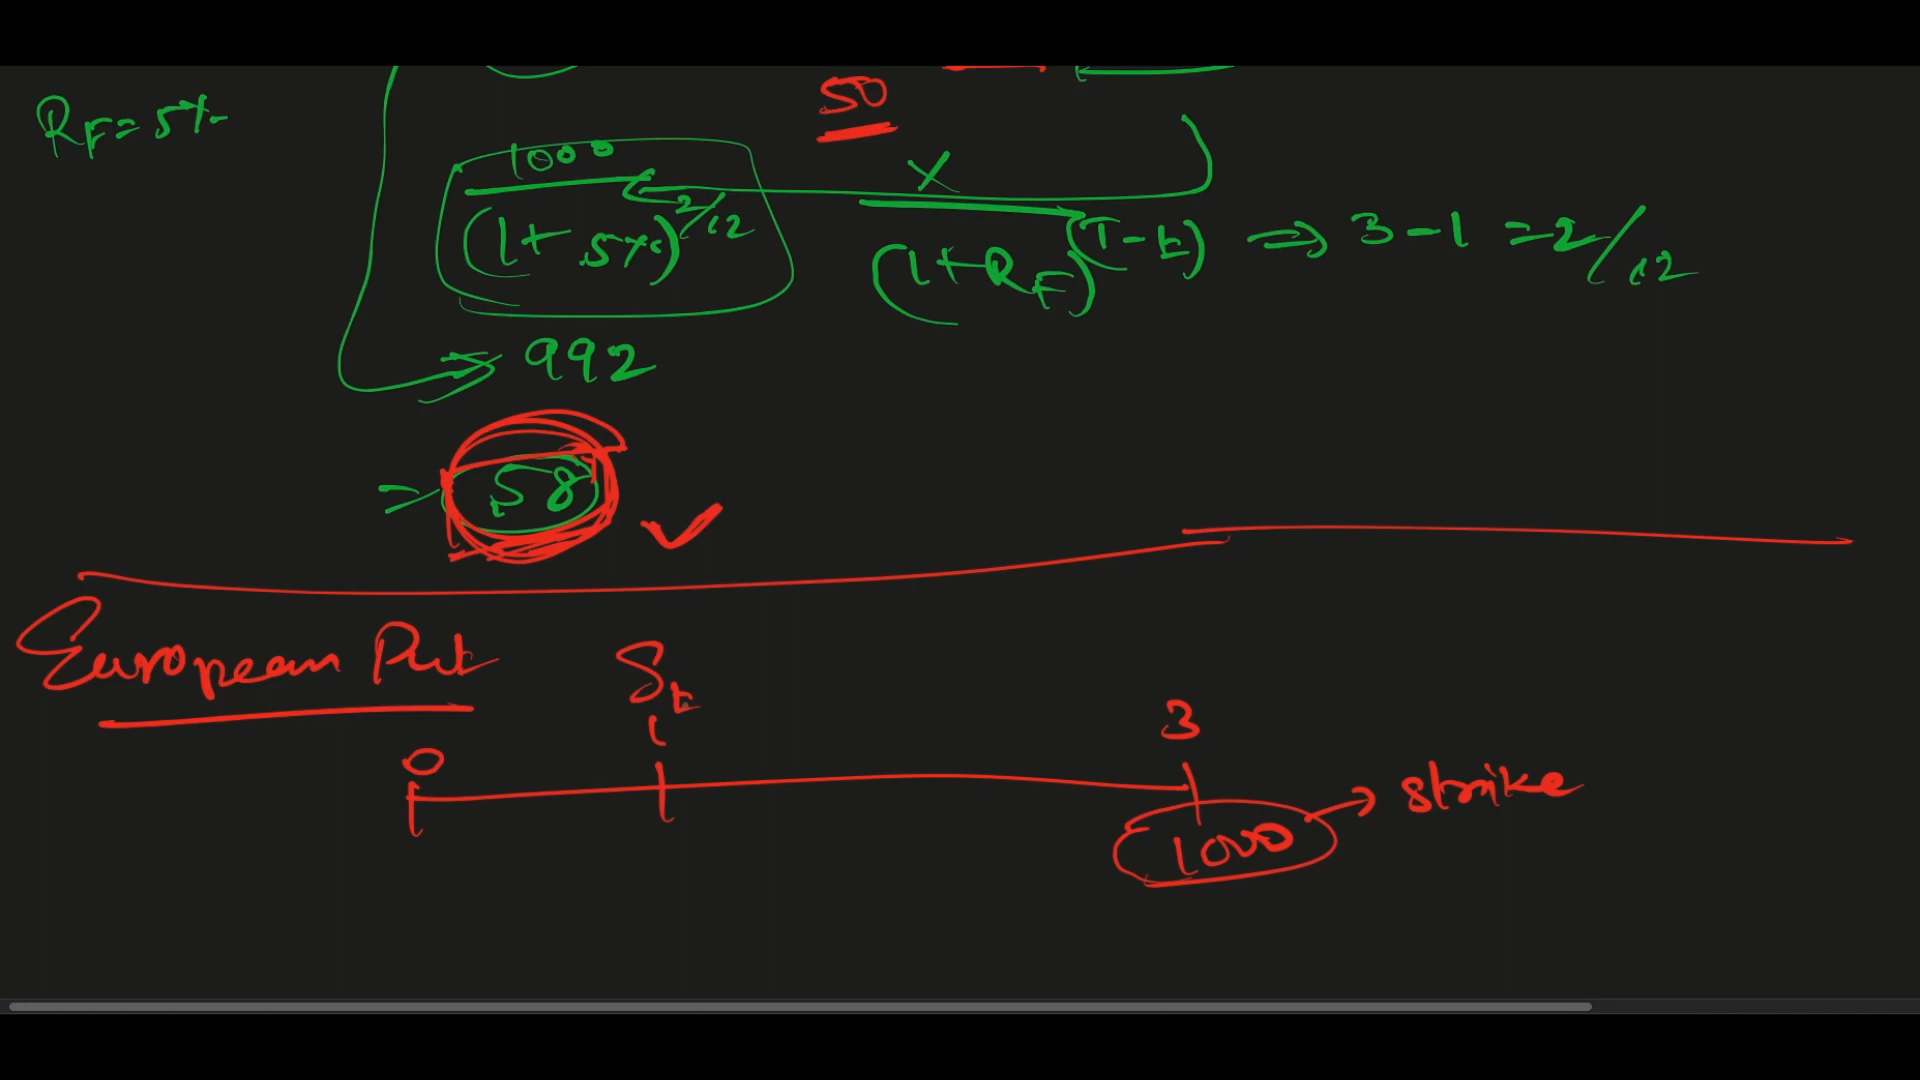 50
RF = 5%
1000
(1 + 5%)^2/12
X
(1 + RF)^(T - t) ⇒ 3 - 1 = 2/12
⇒ 992
= 58 ✓
European Put
St
0 1 3
1000 → strike